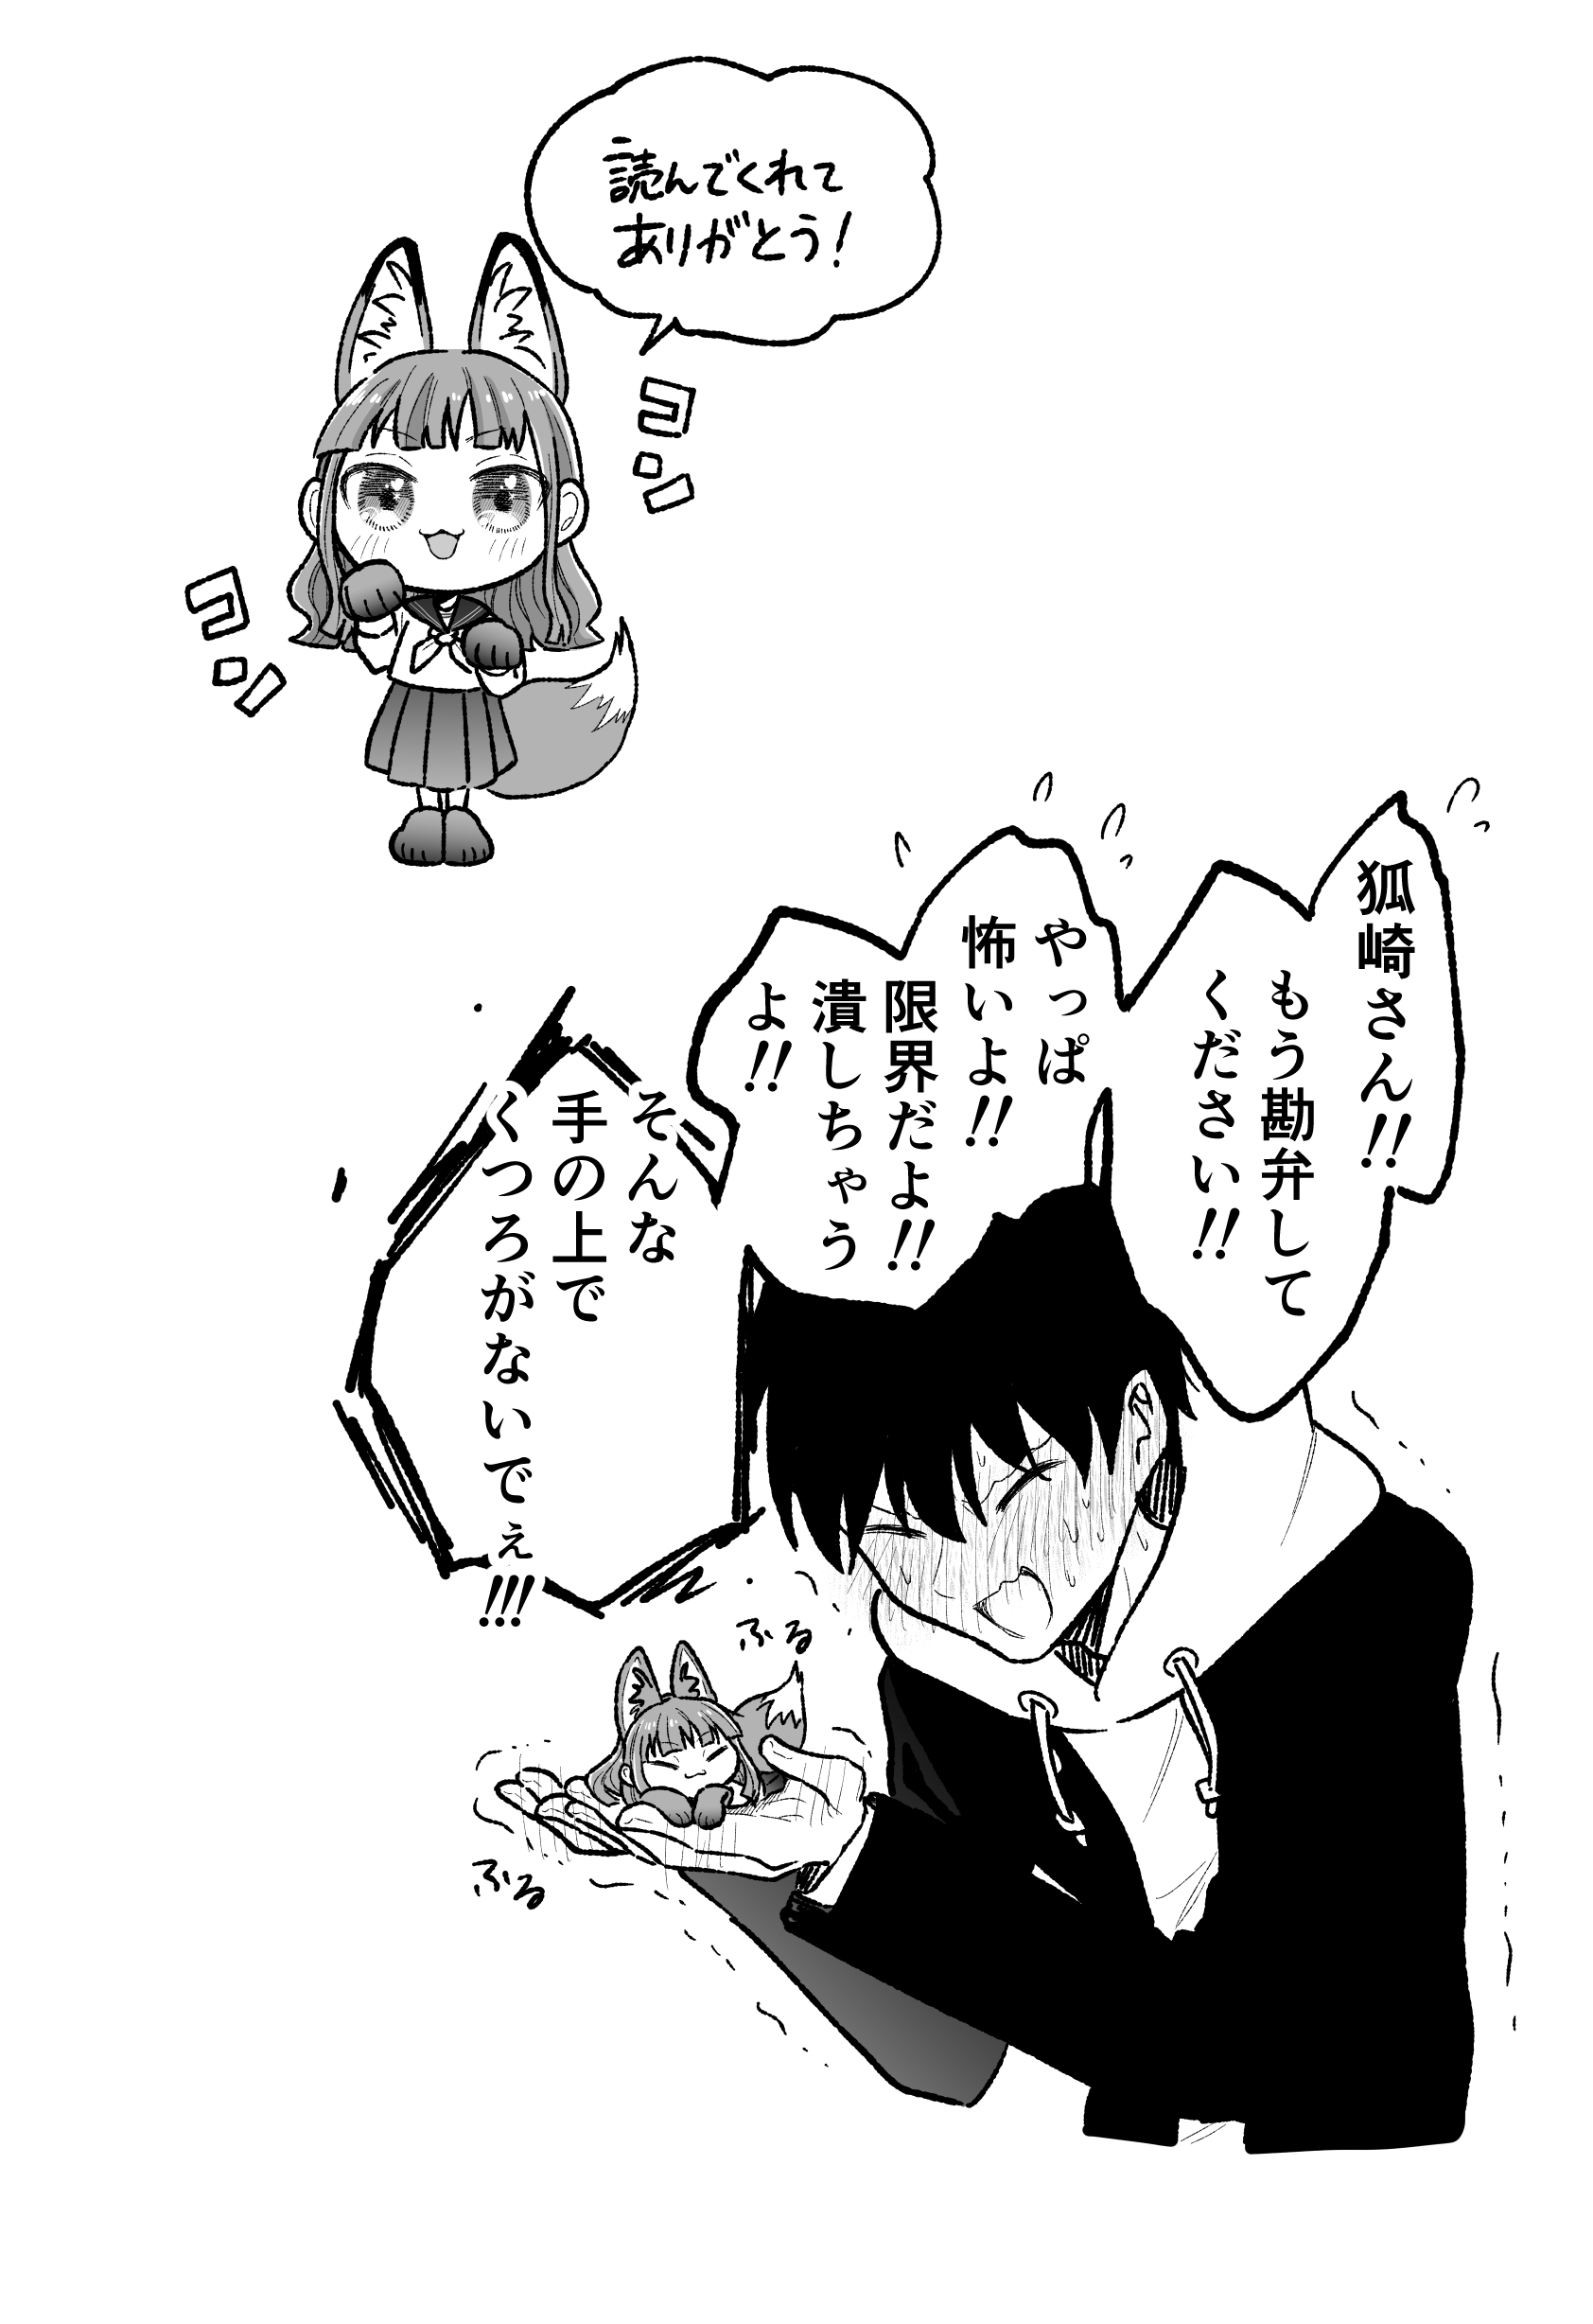 読んでくれて
ありがとう!
コン
コン
狐崎さん!!
もう勘弁して
ください!!
やっぱ
怖いよ!!
限界だよ!!
潰しちゃう
よ!!
そんな
手の上で
くつろがないでぇ!!!
ふる
ふる